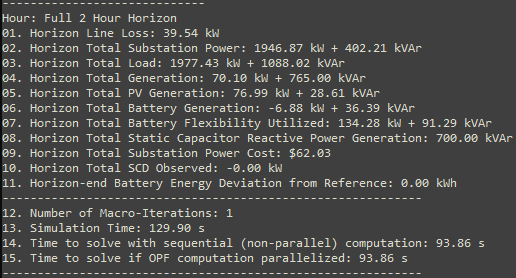 ------------------------------
Hour: Full 2 Hour Horizon
01. Horizon Line Loss: 39.54 kW
02. Horizon Total Substation Power: 1946.87 kW + 402.21 kVAr
03. Horizon Total Load: 1977.43 kW + 1088.02 kVAr
04. Horizon Total Generation: 70.10 kW + 765.00 kVAr
05. Horizon Total PV Generation: 76.99 kW + 28.61 kVAr
06. Horizon Total Battery Generation: -6.88 kW + 36.39 kVAr
07. Horizon Total Battery Flexibility Utilized: 134.28 kW + 91.29 kVAr
08. Horizon Total Static Capacitor Reactive Power Generation: 700.00 kVAr
09. Horizon Total Substation Power Cost: $62.03
10. Horizon Total SCD Observed: -0.00 kW
11. Horizon-end Battery Energy Deviation from Reference: 0.00 kWh
------------------------------------------------------------
12. Number of Macro-Iterations: 1
13. Simulation Time: 129.90 s
14. Time to solve with sequential (non-parallel) computation: 93.86 s
15. Time to solve if OPF computation parallelized: 93.86 s
------------------------------------------------------------